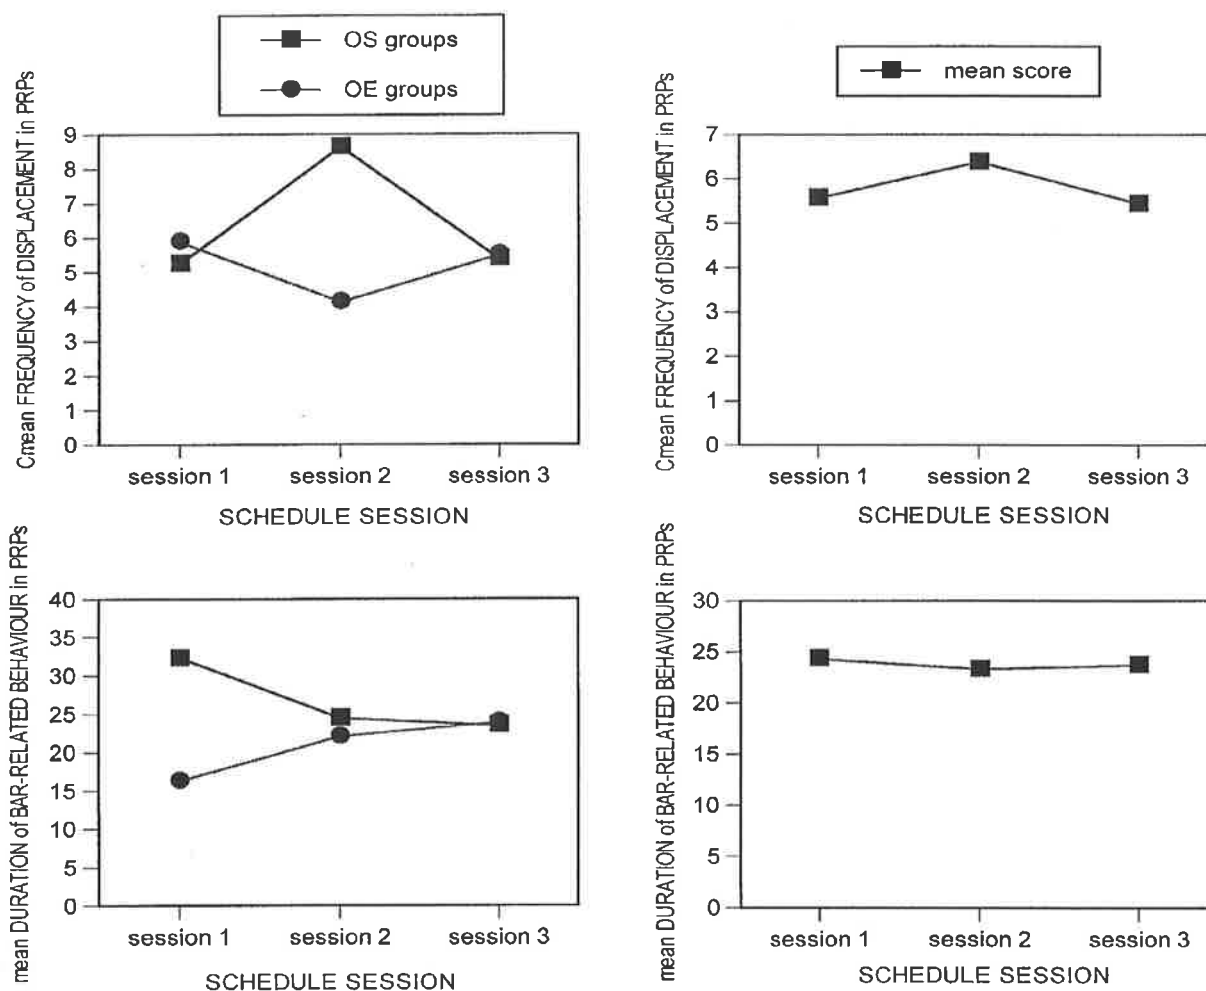 OS groups
OE groups
Cmean FREQUENCY of DISPLACEMENT in PRPs
9
8
7
6
5
4
3
2
1
0
session 1 session 2 session 3
SCHEDULE SESSION
mean score
Cmean FREQUENCY of DISPLACEMENT in PRPs
7
6
5
4
3
2
1
0
session 1 session 2 session 3
SCHEDULE SESSION
mean DURATION of BAR-RELATED BEHAVIOUR in PRPs
40
35
30
25
20
15
10
5
0
session 1 session 2 session 3
SCHEDULE SESSION
mean DURATION of BAR-RELATED BEHAVIOUR in PRPs
30
25
20
15
10
5
0
session 1 session 2 session 3
SCHEDULE SESSION